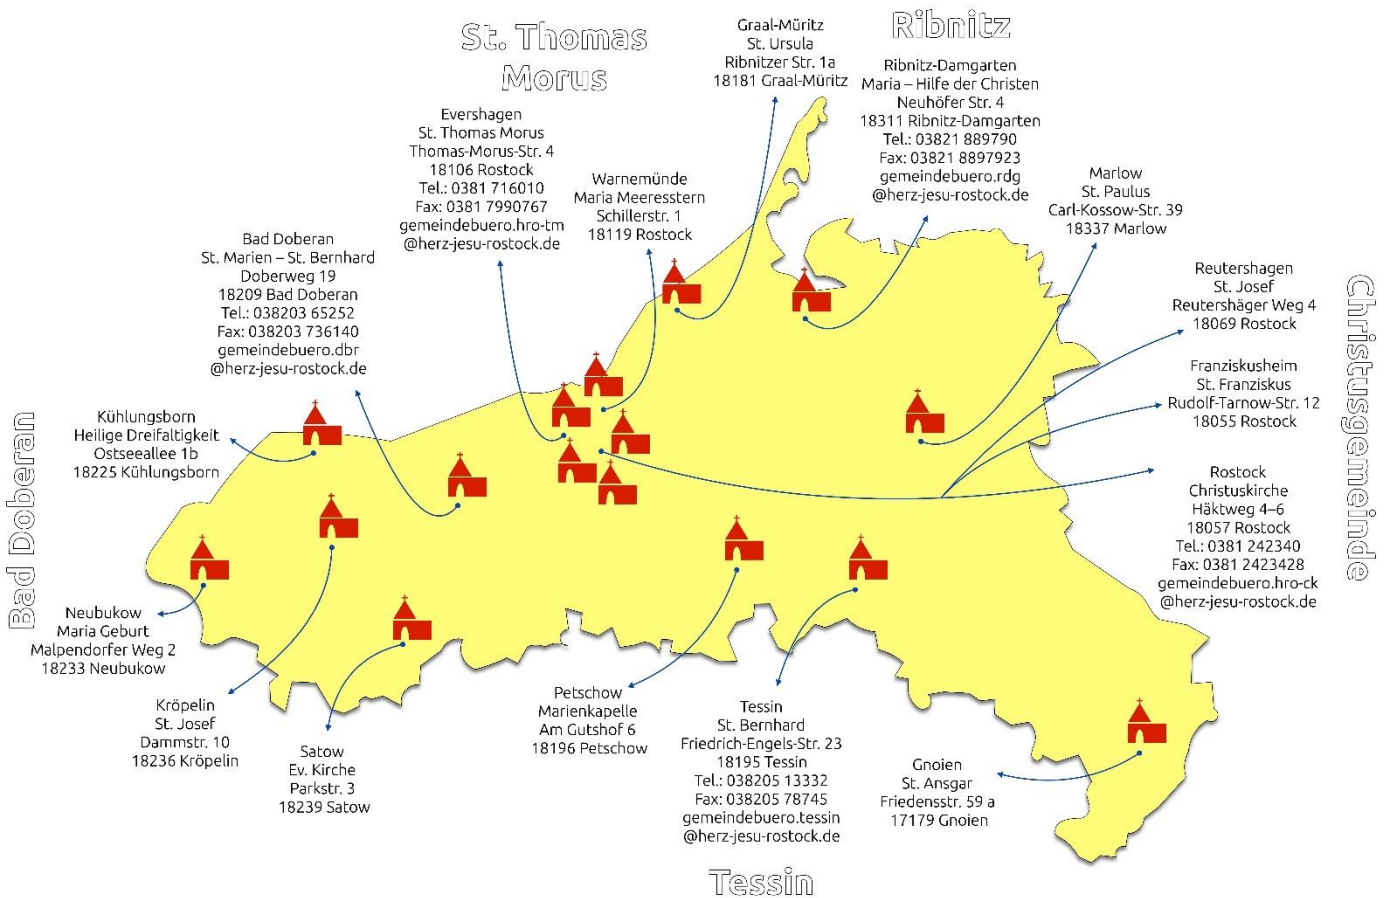 St. Thomas
Morus
Graal-Müritz
St. Ursula
Ribnitzer Str. 1a
18181 Graal-Müritz
Ribnitz
Ribnitz-Damgarten
Maria – Hilfe der Christen
Neuhöfer Str. 4
18311 Ribnitz-Damgarten
Tel.: 03821 889790
Fax: 03821 8897923
gemeindebuero.rdg
@herz-jesu-rostock.de
Evershagen
St. Thomas Morus
Thomas-Morus-Str. 4
18106 Rostock
Tel.: 0381 716010
Fax: 0381 7990767
gemeindebuero.hro-tm
@herz-jesu-rostock.de
Warnemünde
Maria Meeresstern
Schillerstr. 1
18119 Rostock
Marlow
St. Paulus
Carl-Kossow-Str. 39
18337 Marlow
Bad Doberan
St. Marien – St. Bernhard
Doberweg 19
18209 Bad Doberan
Tel.: 038203 65252
Fax: 038203 736140
gemeindebuero.dbr
@herz-jesu-rostock.de
Reutershagen
St. Josef
Reutershäger Weg 4
18069 Rostock
Christusgemeinde
Franziskusheim
St. Franziskus
Rudolf-Tarnow-Str. 12
18055 Rostock
Bad Doberan
Kühlungsborn
Heilige Dreifaltigkeit
Ostseeallee 1b
18225 Kühlungsborn
Rostock
Christuskirche
Häktweg 4–6
18057 Rostock
Tel.: 0381 242340
Fax: 0381 2423428
gemeindebuero.hro-ck
@herz-jesu-rostock.de
Neubukow
Maria Geburt
Malpendorfer Weg 2
18233 Neubukow
Kröpelin
St. Josef
Dammstr. 10
18236 Kröpelin
Satow
Ev. Kirche
Parkstr. 3
18239 Satow
Petschow
Marienkapelle
Am Gutshof 6
18196 Petschow
Tessin
St. Bernhard
Friedrich-Engels-Str. 23
18195 Tessin
Tel.: 038205 13332
Fax: 038205 78745
gemeindebuero.tessin
@herz-jesu-rostock.de
Gnoien
St. Ansgar
Friedensstr. 59 a
17179 Gnoien
Tessin